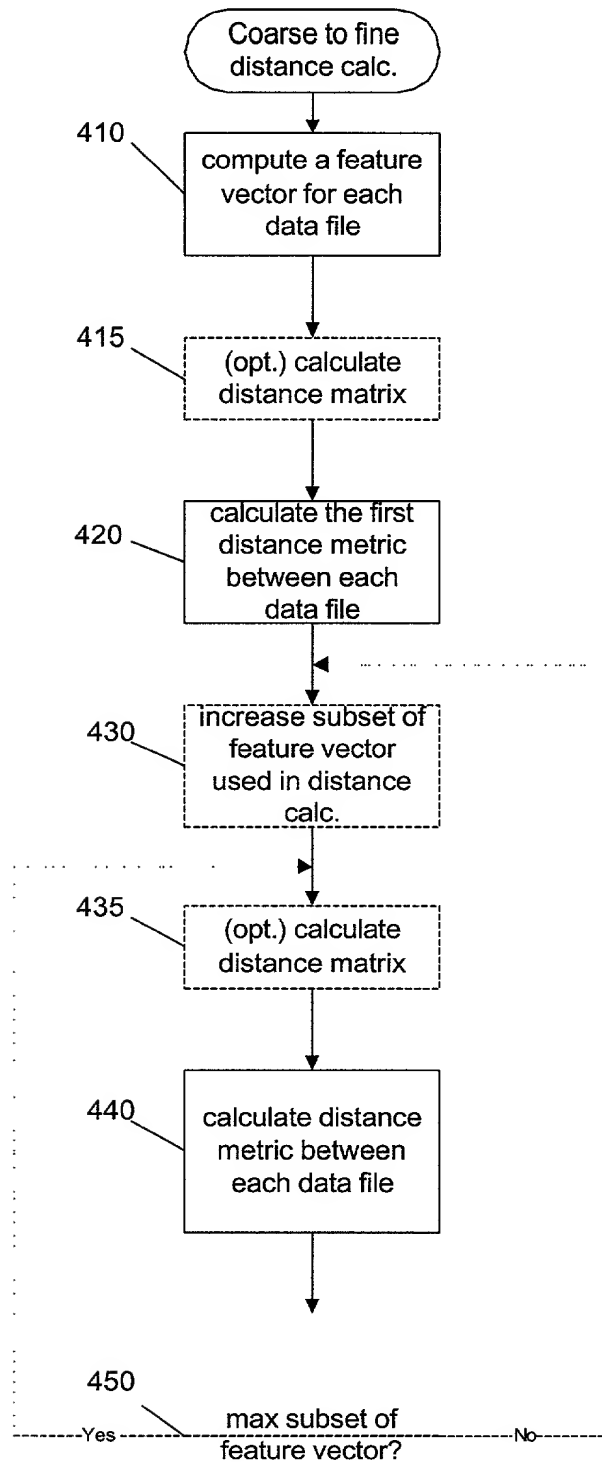 Coarse to fine
distance calc.
410
compute a feature
vector for each
data file
415
(opt.) calculate
distance matrix
420
calculate the first
distance metric
between each
data file
430
increase subset of
feature vector
used in distance
calc.
435
(opt.) calculate
distance matrix
440
calculate distance
metric between
each data file
450
max subset of
feature vector?
Yes
No